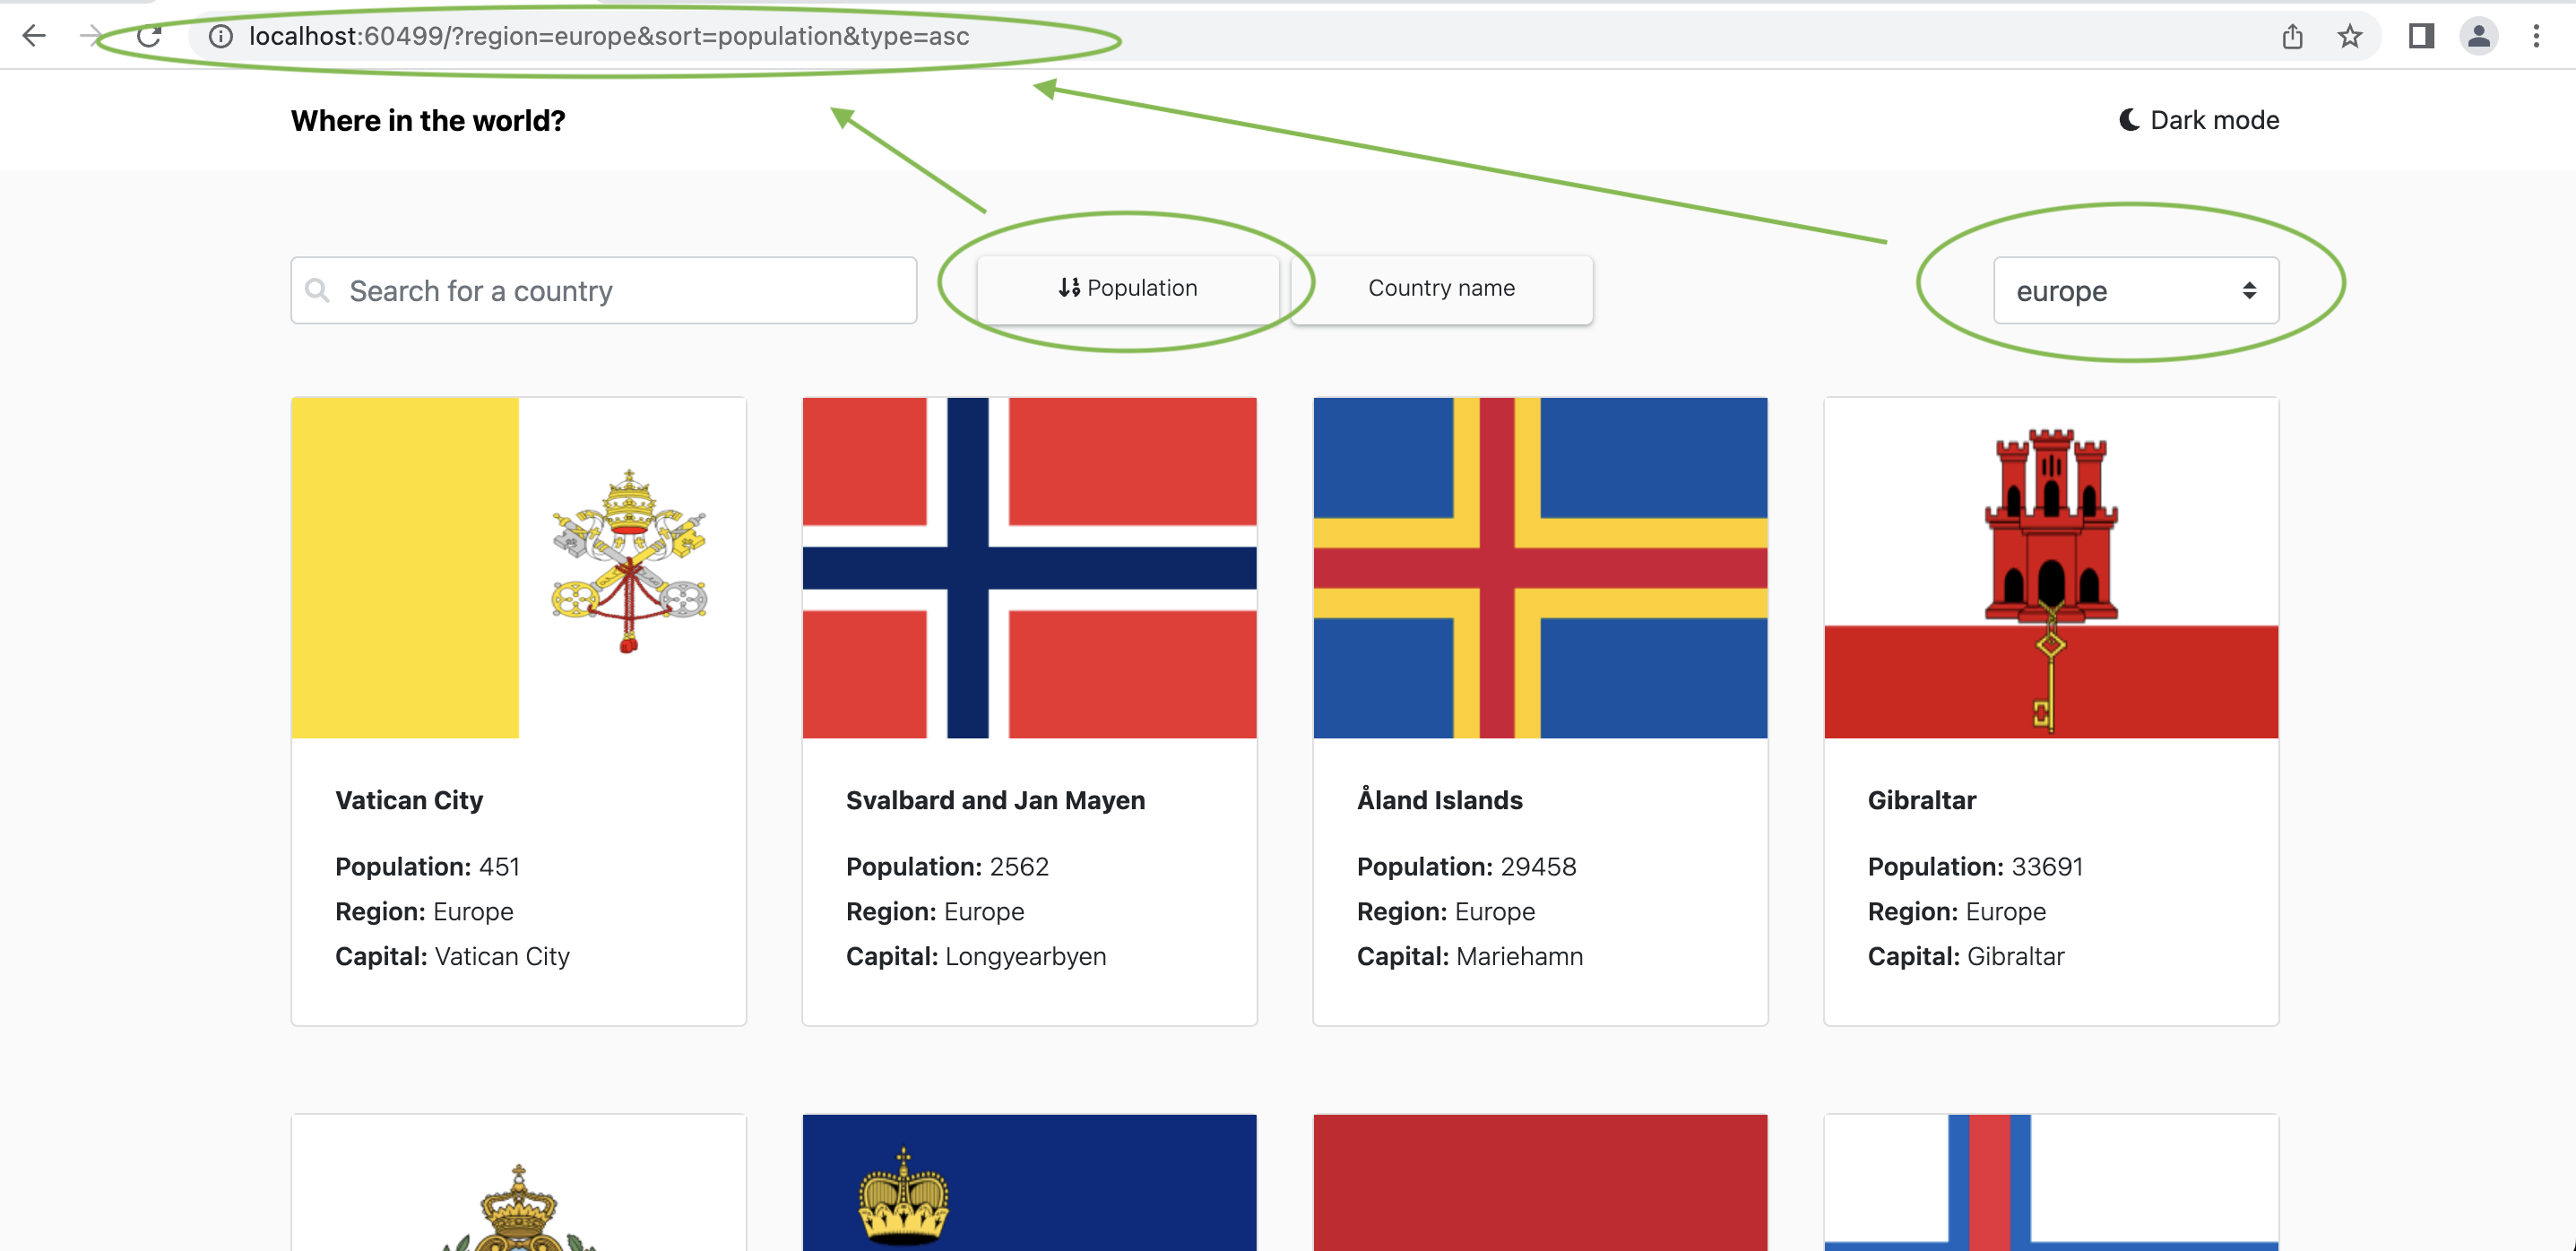 localhost:60499/?region=europe&sort=population&type=asc
Where in the world?
Dark mode
Search for a country
Population
Country name
europe
Vatican City
Population: 451
Region: Europe
Capital: Vatican City
Svalbard and Jan Mayen
Population: 2562
Region: Europe
Capital: Longyearbyen
Åland Islands
Population: 29458
Region: Europe
Capital: Mariehamn
Gibraltar
Population: 33691
Region: Europe
Capital: Gibraltar